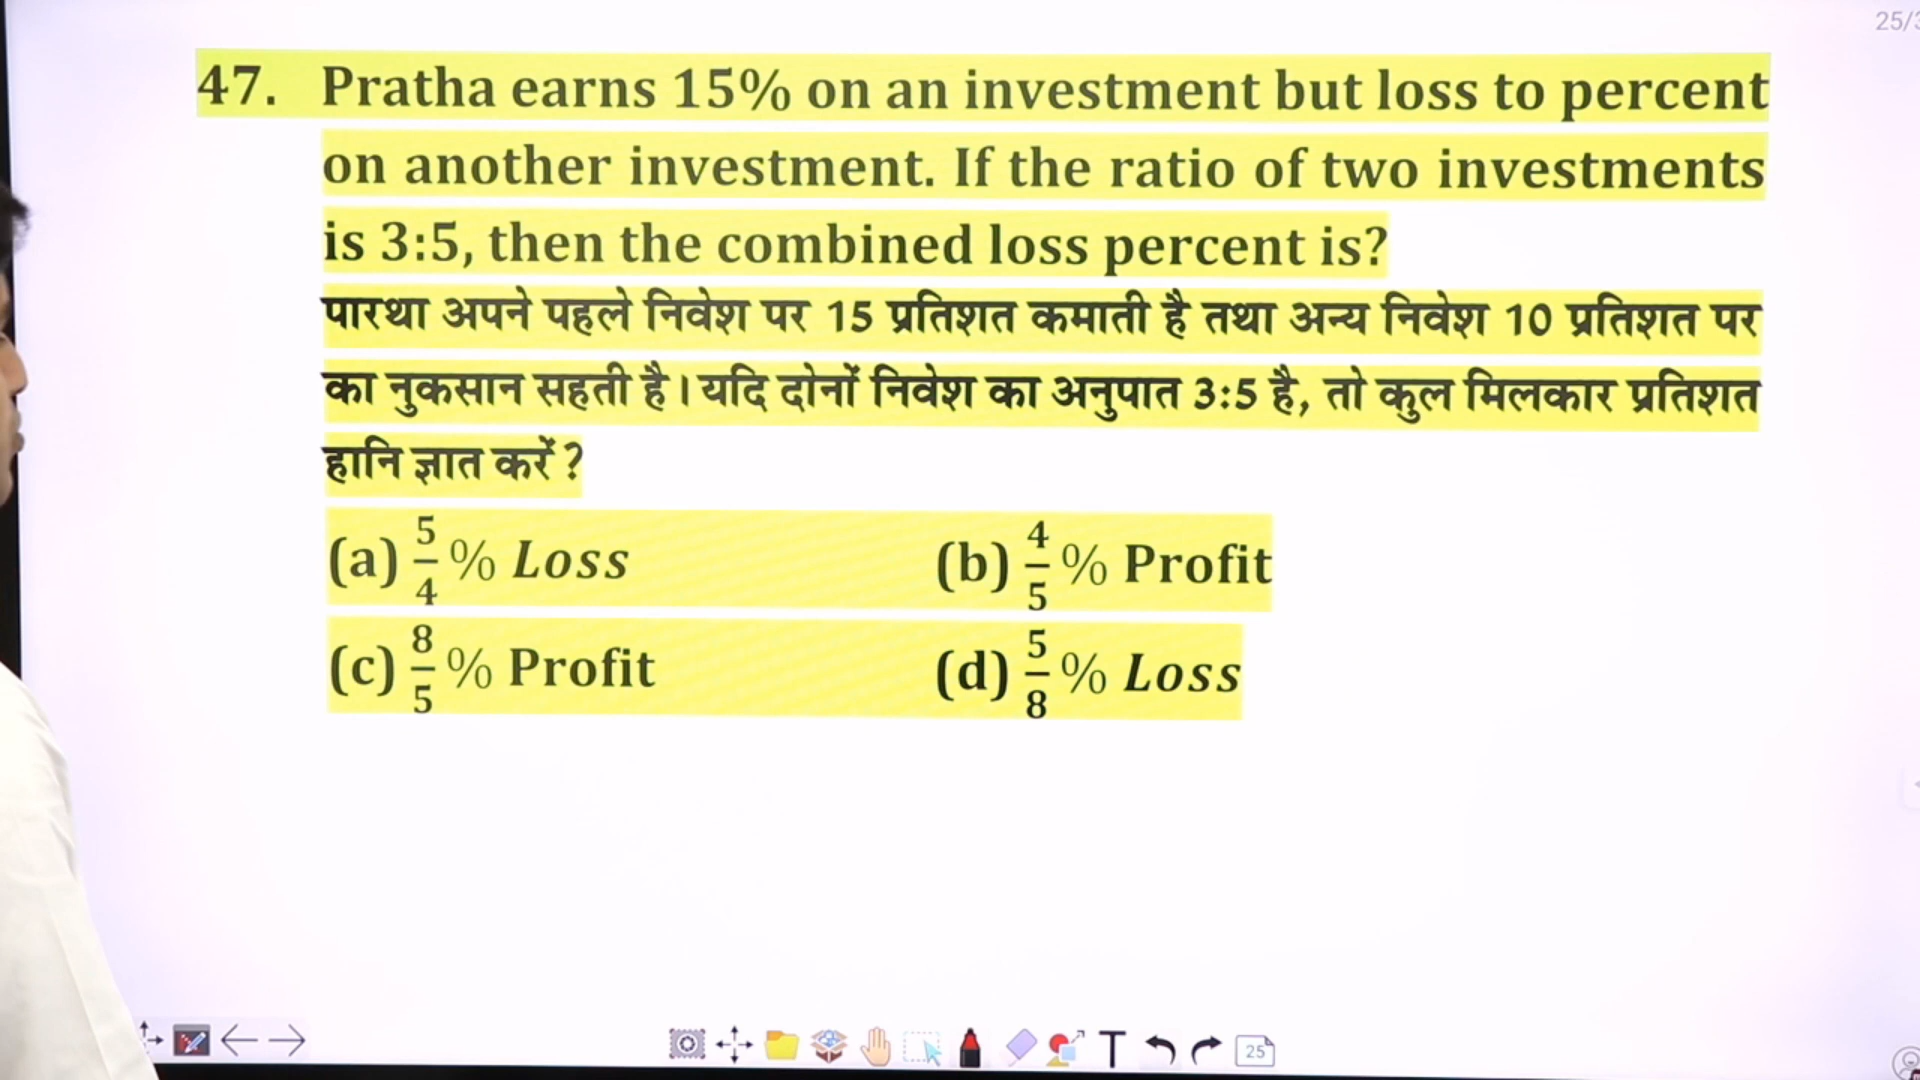 25/3
47. Pratha earns 15% on an investment but loss to percent
on another investment. If the ratio of two investments
is 3:5, then the combined loss percent is?
पारथा अपने पहले निवेश पर 15 प्रतिशत कमाती है तथा अन्य निवेश 10 प्रतिशत पर
का नुकसान सहती है। यदि दोनों निवेश का अनुपात 3:5 है, तो कुल मिलकार प्रतिशत
हानि ज्ञात करें ?
(a) 5/4 % Loss (b) 4/5 % Profit
(c) 8/5 % Profit (d) 5/8 % Loss
T 25